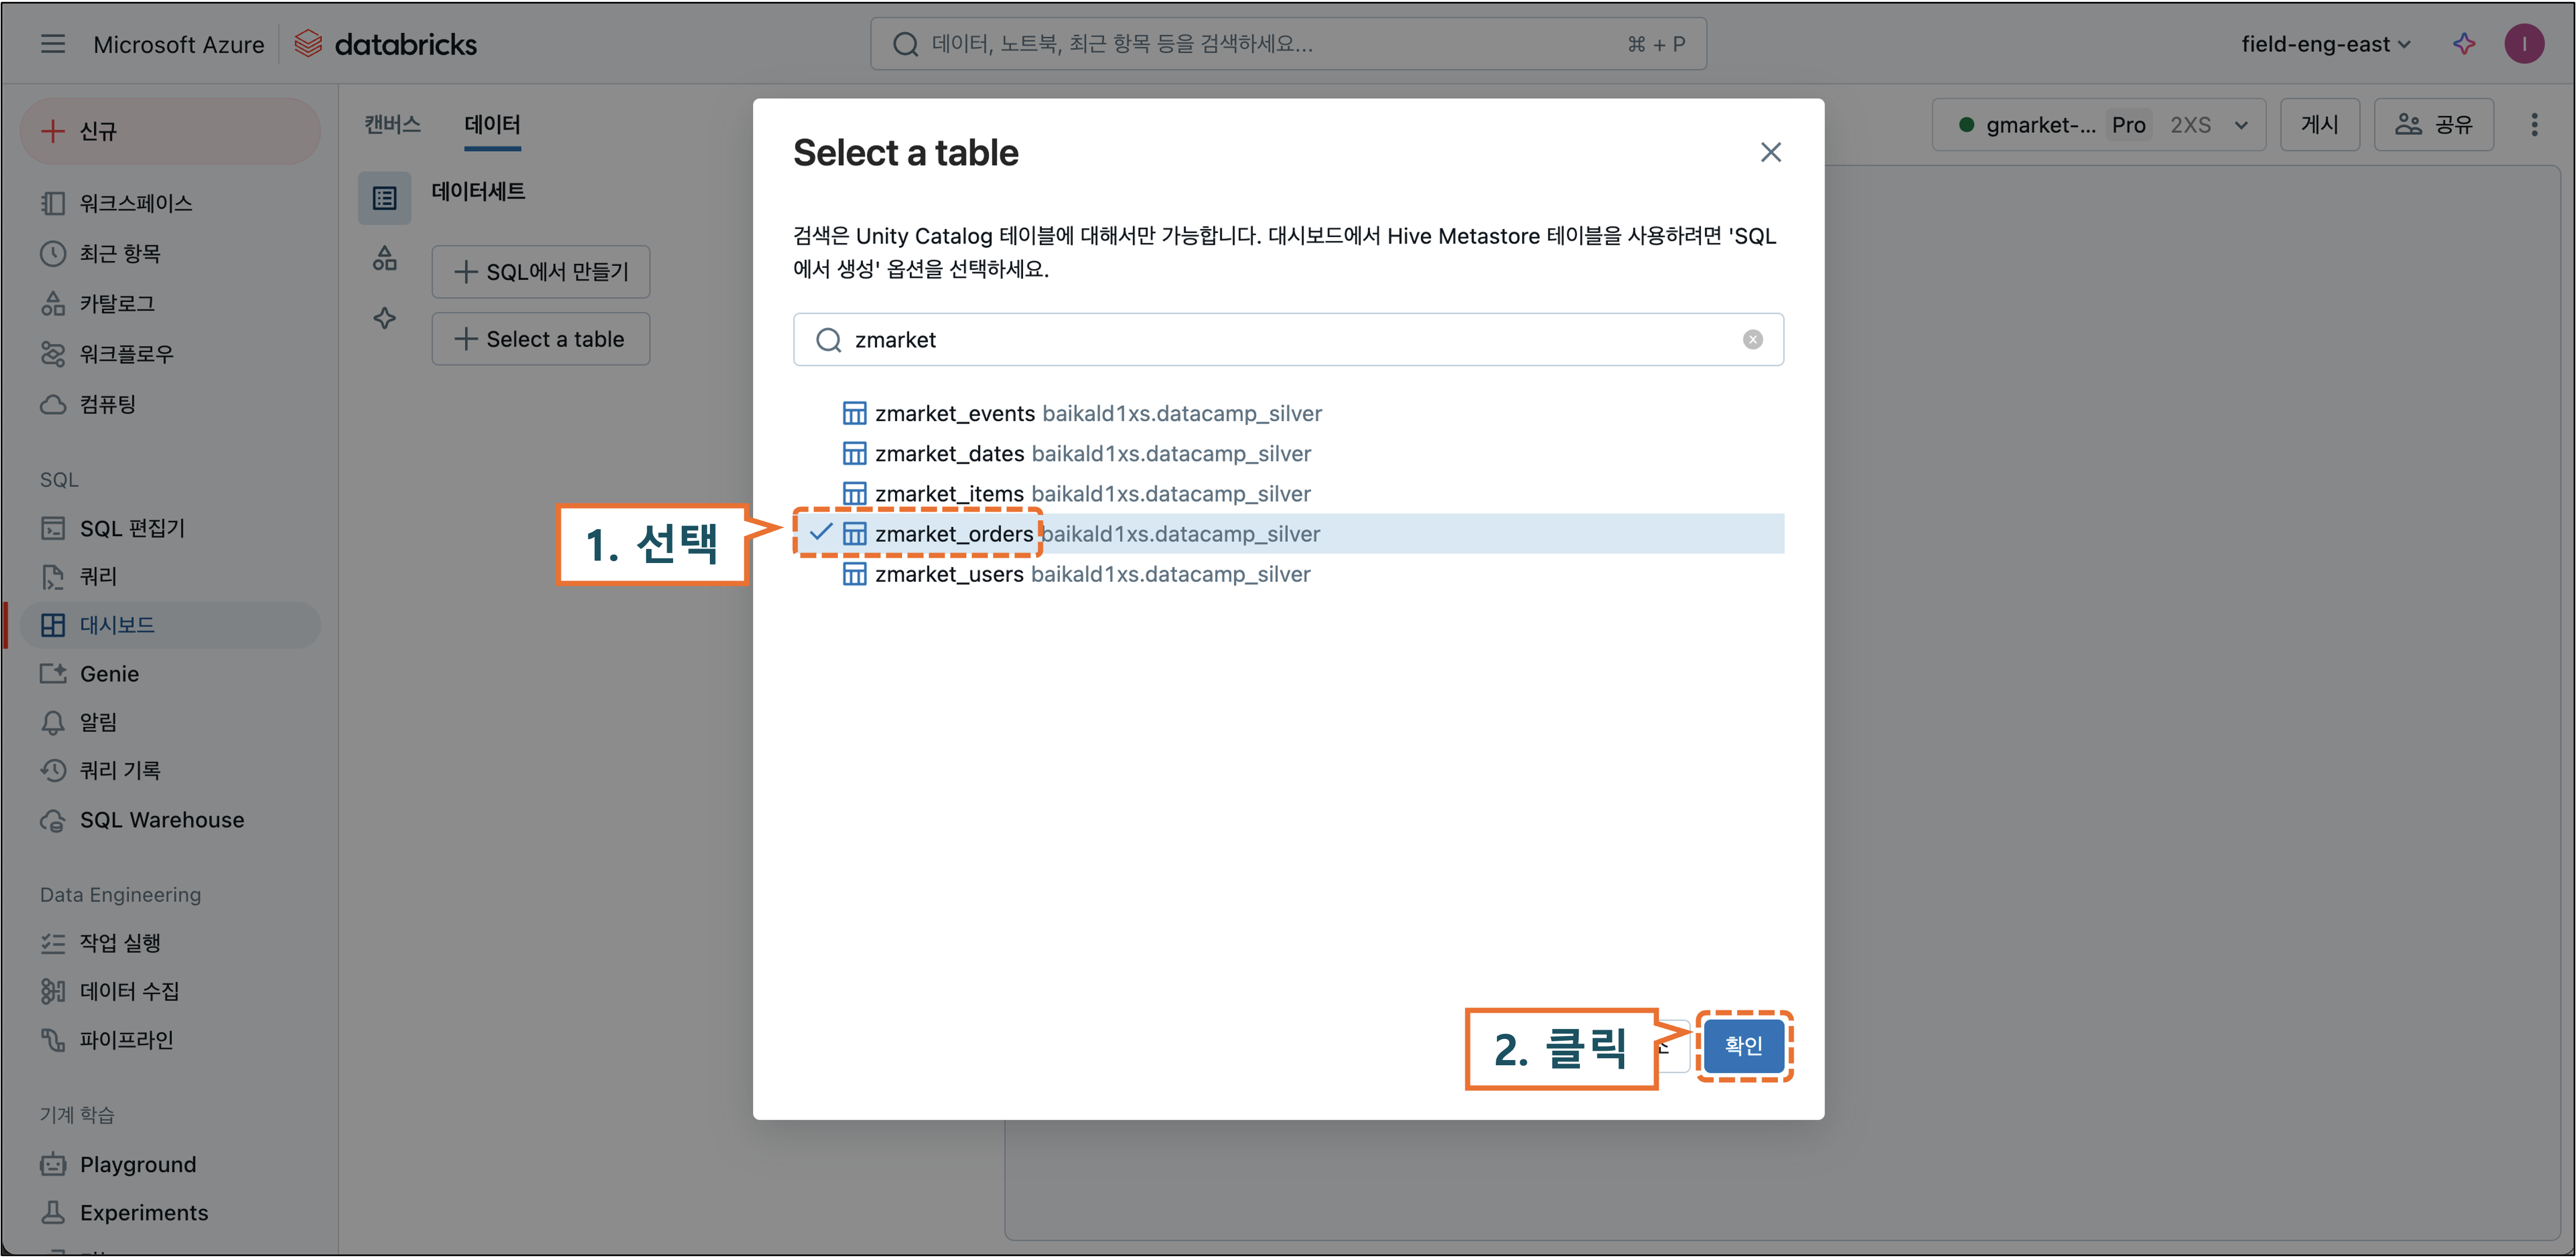 Microsoft Azure
databricks
데이터, 노트북, 최근 항목 등을 검색하세요...
⌘ + P
field-eng-east
I
신규
워크스페이스
최근 항목
카탈로그
워크플로우
컴퓨팅
SQL
SQL 편집기
쿼리
대시보드
Genie
알림
쿼리 기록
SQL Warehouse
Data Engineering
작업 실행
데이터 수집
파이프라인
기계 학습
Playground
Experiments
캔버스
데이터
데이터세트
SQL에서 만들기
Select a table
gmarket-... Pro 2XS
게시
공유
Select a table
검색은 Unity Catalog 테이블에 대해서만 가능합니다. 대시보드에서 Hive Metastore 테이블을 사용하려면 'SQL
에서 생성' 옵션을 선택하세요.
zmarket
zmarket_events baikald1xs.datacamp_silver
zmarket_dates baikald1xs.datacamp_silver
zmarket_items baikald1xs.datacamp_silver
zmarket_orders baikald1xs.datacamp_silver
zmarket_users baikald1xs.datacamp_silver
1. 선택
2. 클릭
확인